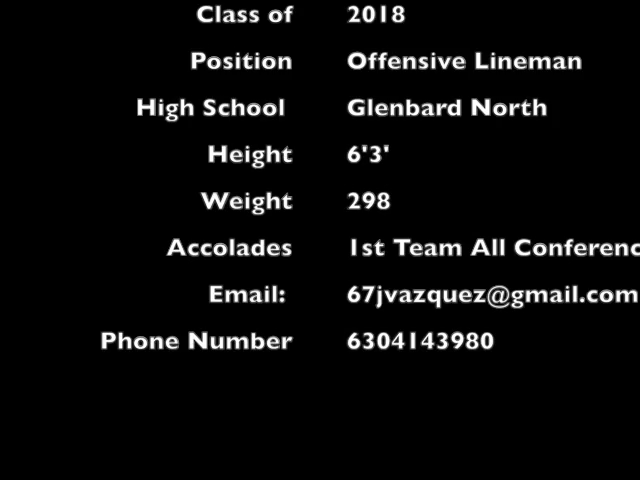 Class of 2018
Position Offensive Lineman
High School Glenbard North
Height 6'3'
Weight 298
Accolades 1st Team All Conferenc
Email: 67jvazquez@gmail.com
Phone Number 6304143980